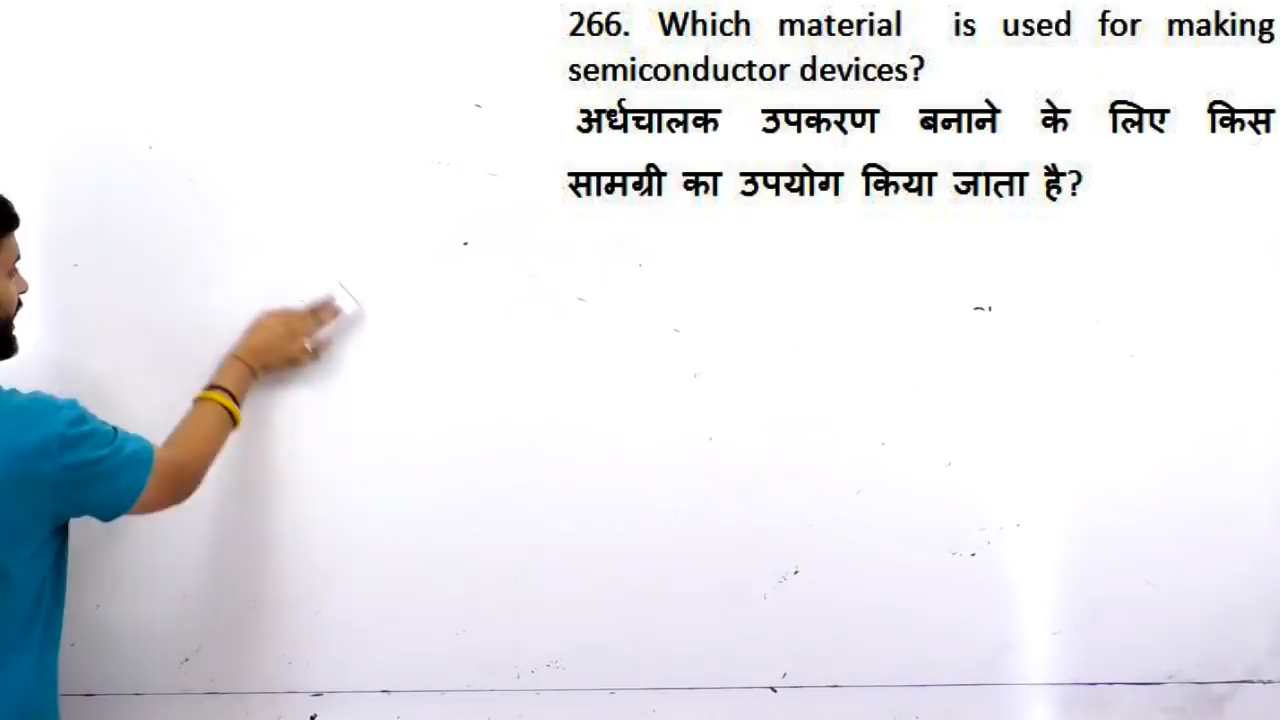 266. Which material is used for making
semiconductor devices?
अर्धचालक उपकरण बनाने के लिए किस
सामग्री का उपयोग किया जाता है?